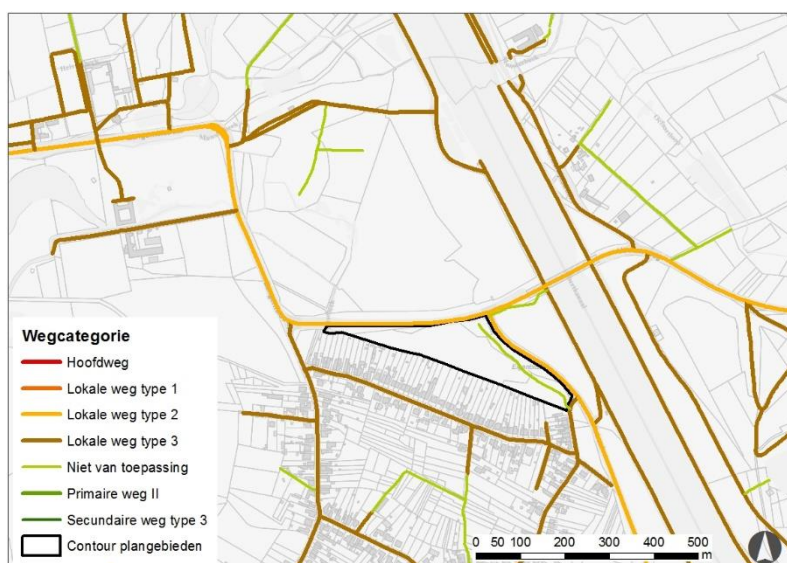 Wegcategorie
Hoofdweg
Lokale weg type 1
Lokale weg type 2
Lokale weg type 3
Niet van toepassing
Primaire weg II
Secundaire weg type 3
Contour plangebieden
0 50 100 200 300 400 500
m